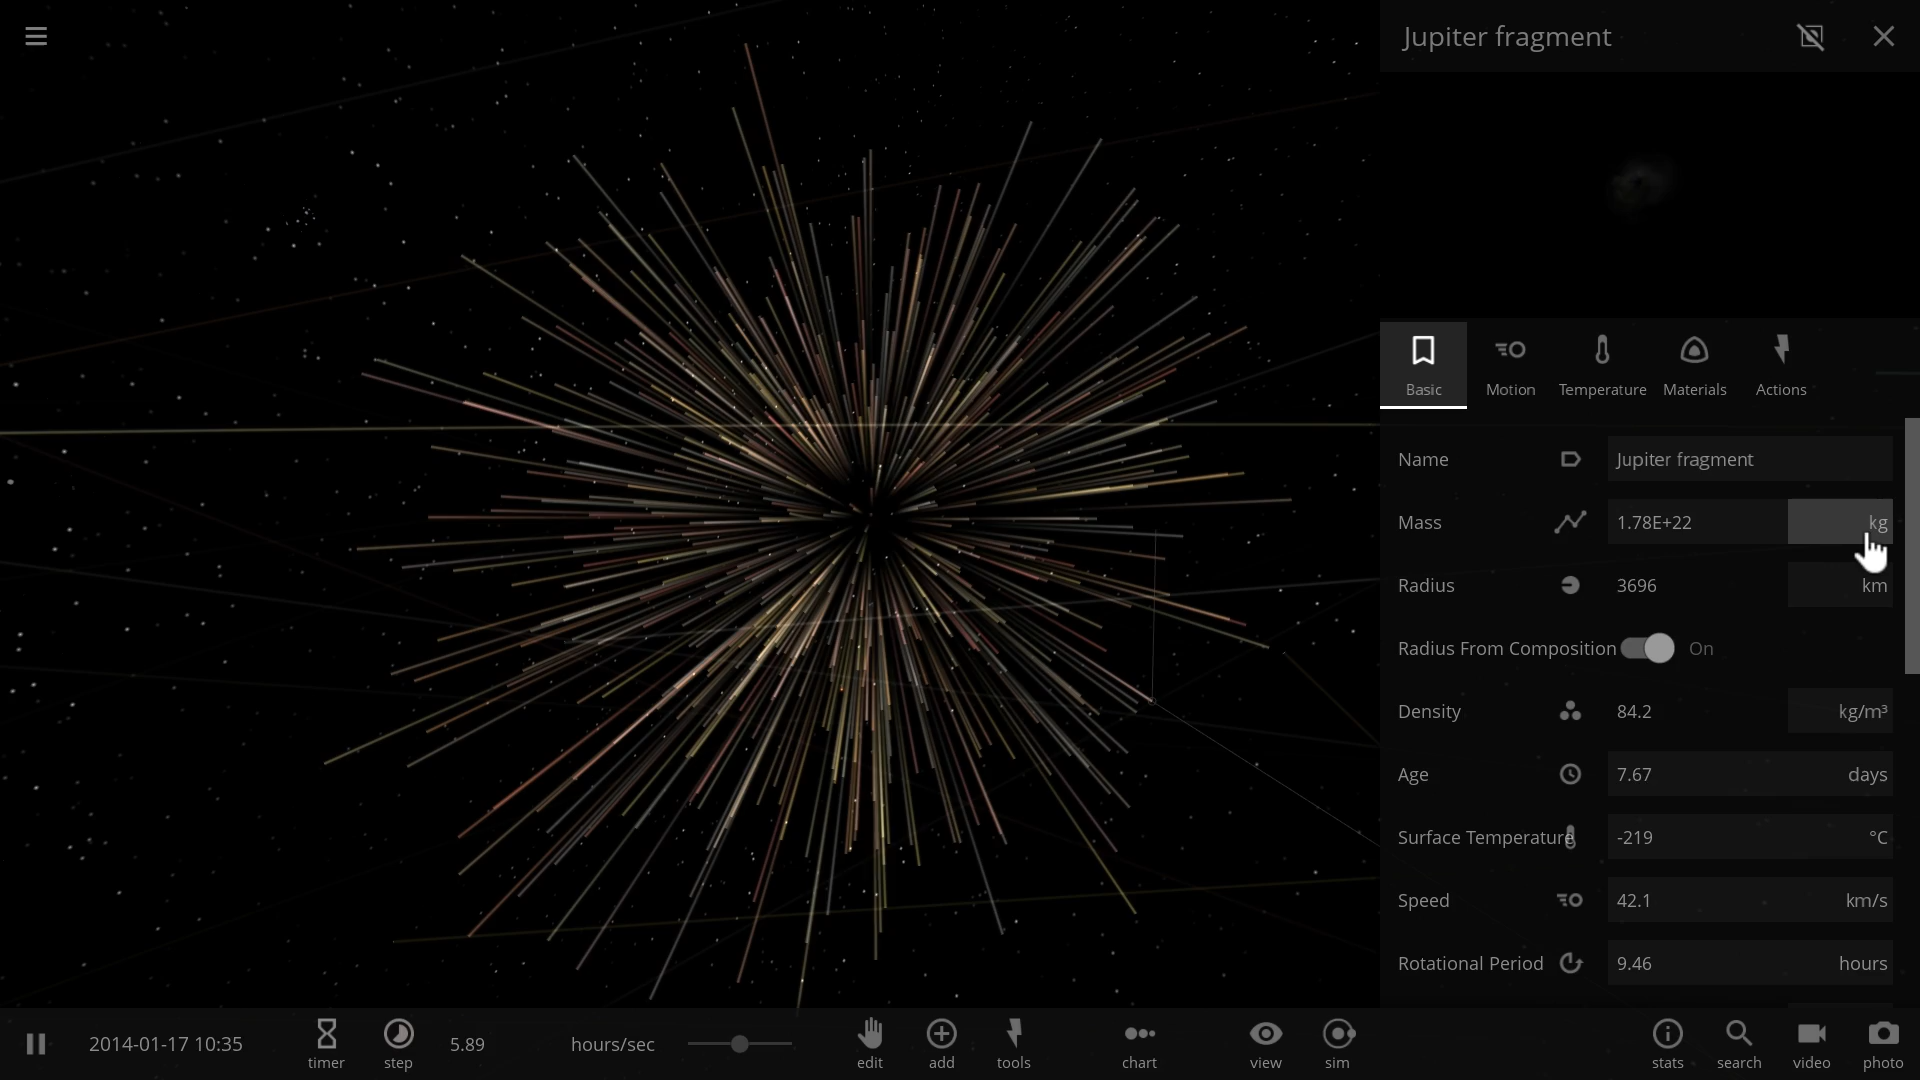 Jupiter fragment
Basic Motion Temperature Materials Actions
Name Jupiter fragment
Mass 1.78E+22 kg
Radius 3696 km
Radius From Composition On
Density 84.2 kg/m³
Age 7.67 days
Surface Temperature -219 °C
Speed 42.1 km/s
Rotational Period 9.46 hours
2014-01-17 10:35 timer step 5.89 hours/sec edit add tools chart view sim stats search video photo